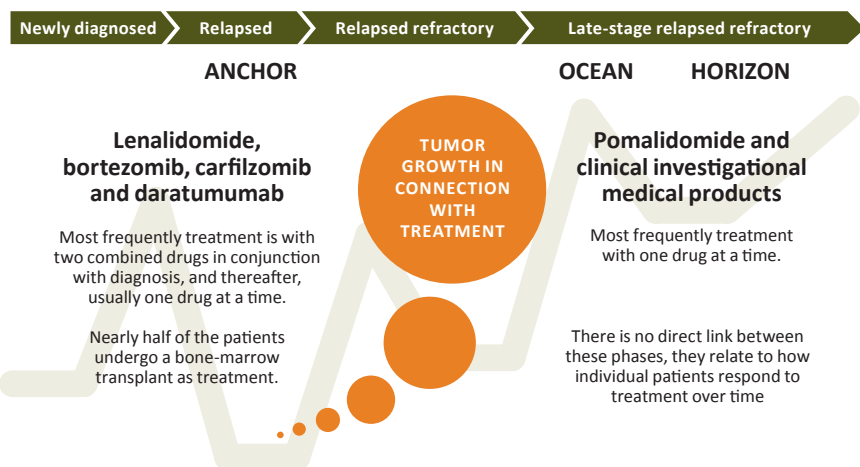 Newly diagnosed
Relapsed
Relapsed refractory
Late-stage relapsed refractory
ANCHOR
OCEAN
HORIZON
Lenalidomide,
bortezomib, carfilzomib
and daratumumab
Most frequently treatment is with
two combined drugs in conjunction
with diagnosis, and thereafter,
usually one drug at a time.
Nearly half of the patients
undergo a bone-marrow
transplant as treatment.
TUMOR
GROWTH IN
CONNECTION
WITH
TREATMENT
Pomalidomide and
clinical investigational
medical products
Most frequently treatment
with one drug at a time.
There is no direct link between
these phases, they relate to how
individual patients respond to
treatment over time